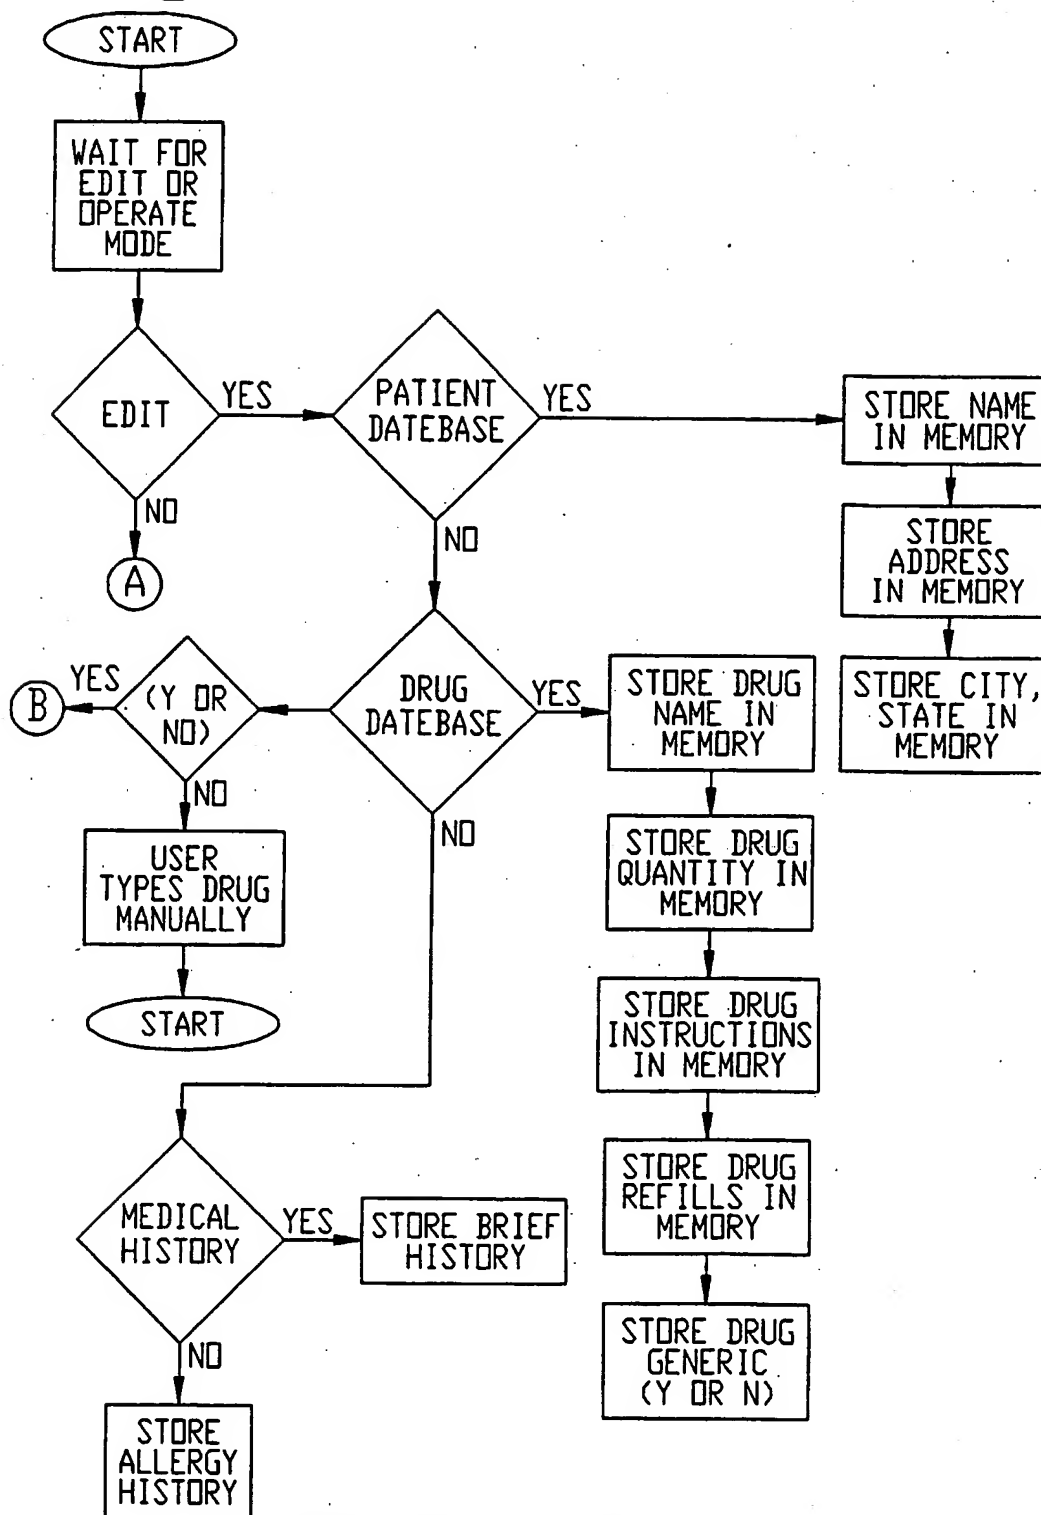 START
WAIT FOR
EDIT OR
OPERATE
MODE
EDIT
YES
NO
A
PATIENT
DATEBASE
YES
NO
STORE NAME
IN MEMORY
STORE
ADDRESS
IN MEMORY
STORE CITY,
STATE IN
MEMORY
DRUG
DATEBASE
YES
NO
(Y OR
NO)
YES
B
NO
USER
TYPES DRUG
MANUALLY
START
STORE DRUG
NAME IN
MEMORY
STORE DRUG
QUANTITY IN
MEMORY
STORE DRUG
INSTRUCTIONS
IN MEMORY
STORE DRUG
REFILLS IN
MEMORY
STORE DRUG
GENERIC
(Y OR N)
MEDICAL
HISTORY
YES
STORE BRIEF
HISTORY
NO
STORE
ALLERGY
HISTORY